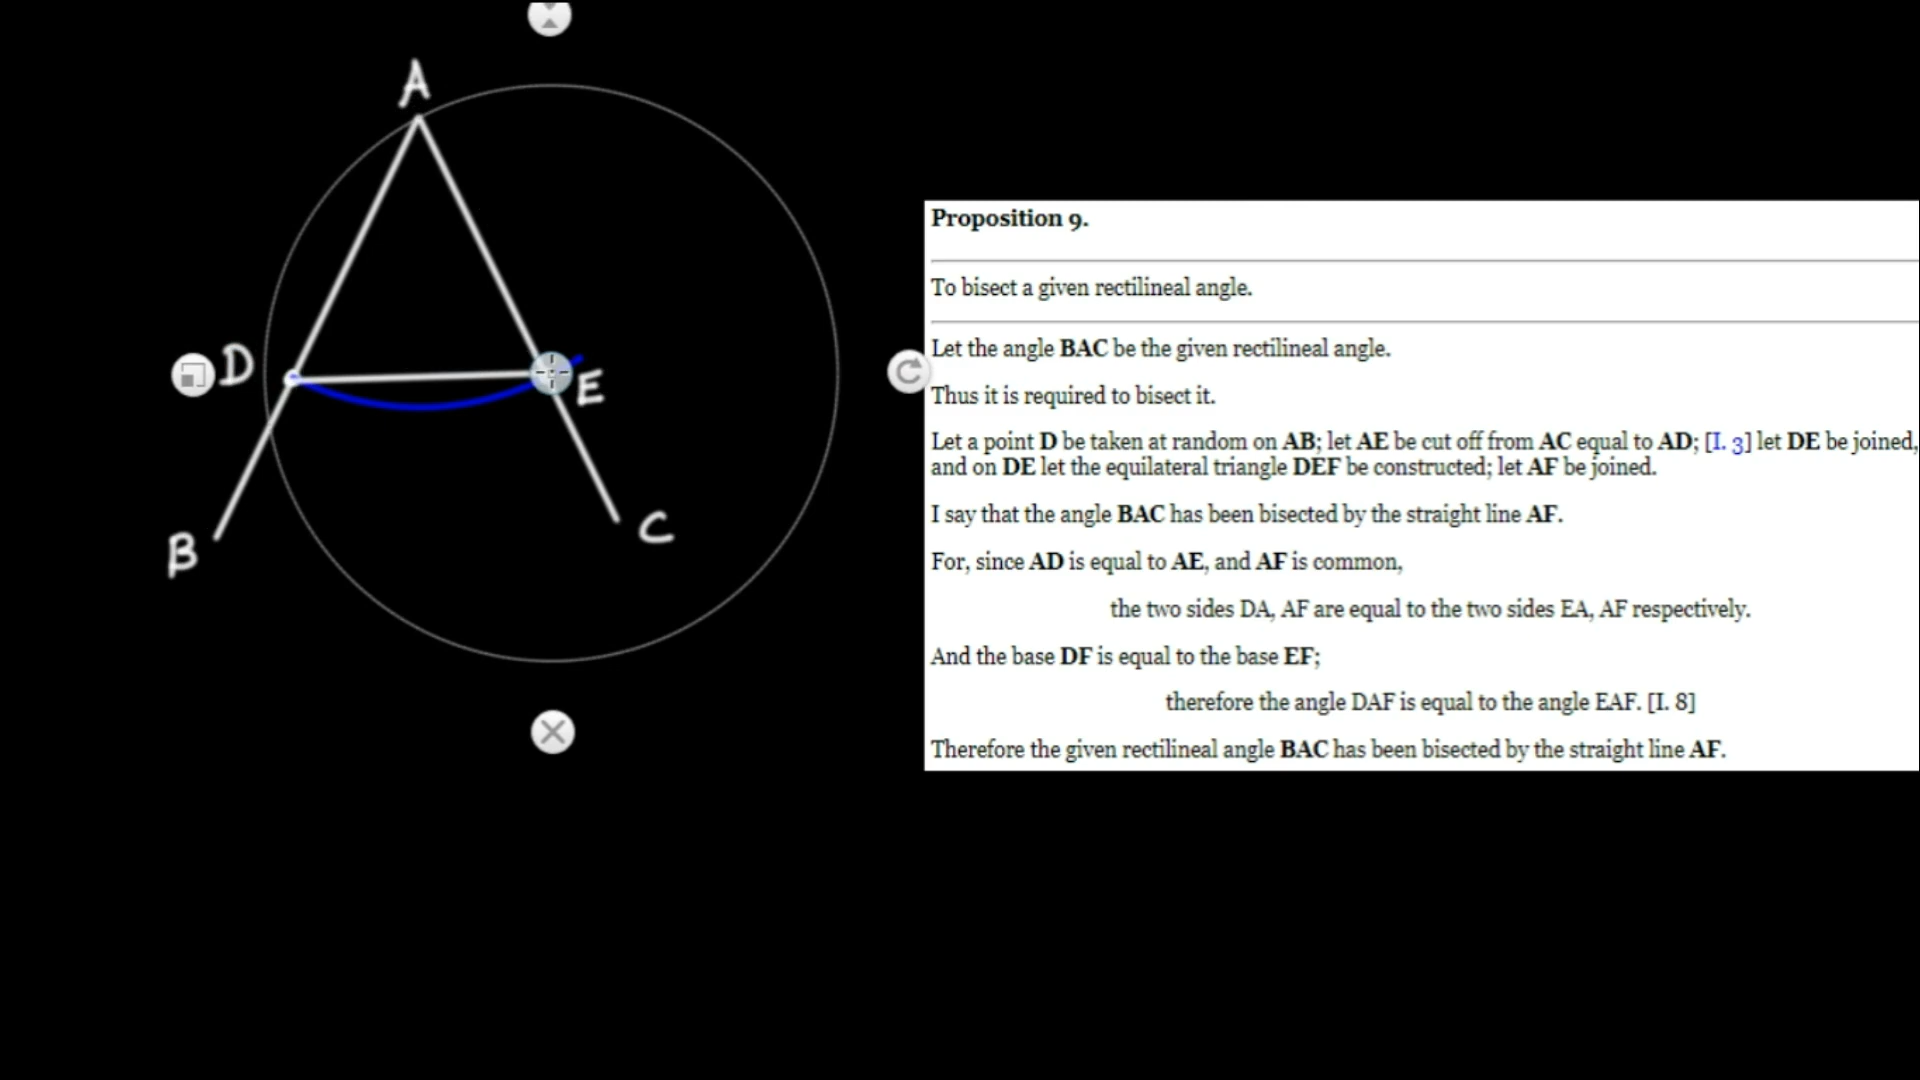 A
D
E
B
C
Proposition 9.
To bisect a given rectilineal angle.
Let the angle BAC be the given rectilineal angle.
Thus it is required to bisect it.
Let a point D be taken at random on AB; let AE be cut off from AC equal to AD; [I. 3] let DE be joined,
and on DE let the equilateral triangle DEF be constructed; let AF be joined.
I say that the angle BAC has been bisected by the straight line AF.
For, since AD is equal to AE, and AF is common,
the two sides DA, AF are equal to the two sides EA, AF respectively.
And the base DF is equal to the base EF;
therefore the angle DAF is equal to the angle EAF. [I. 8]
Therefore the given rectilineal angle BAC has been bisected by the straight line AF.